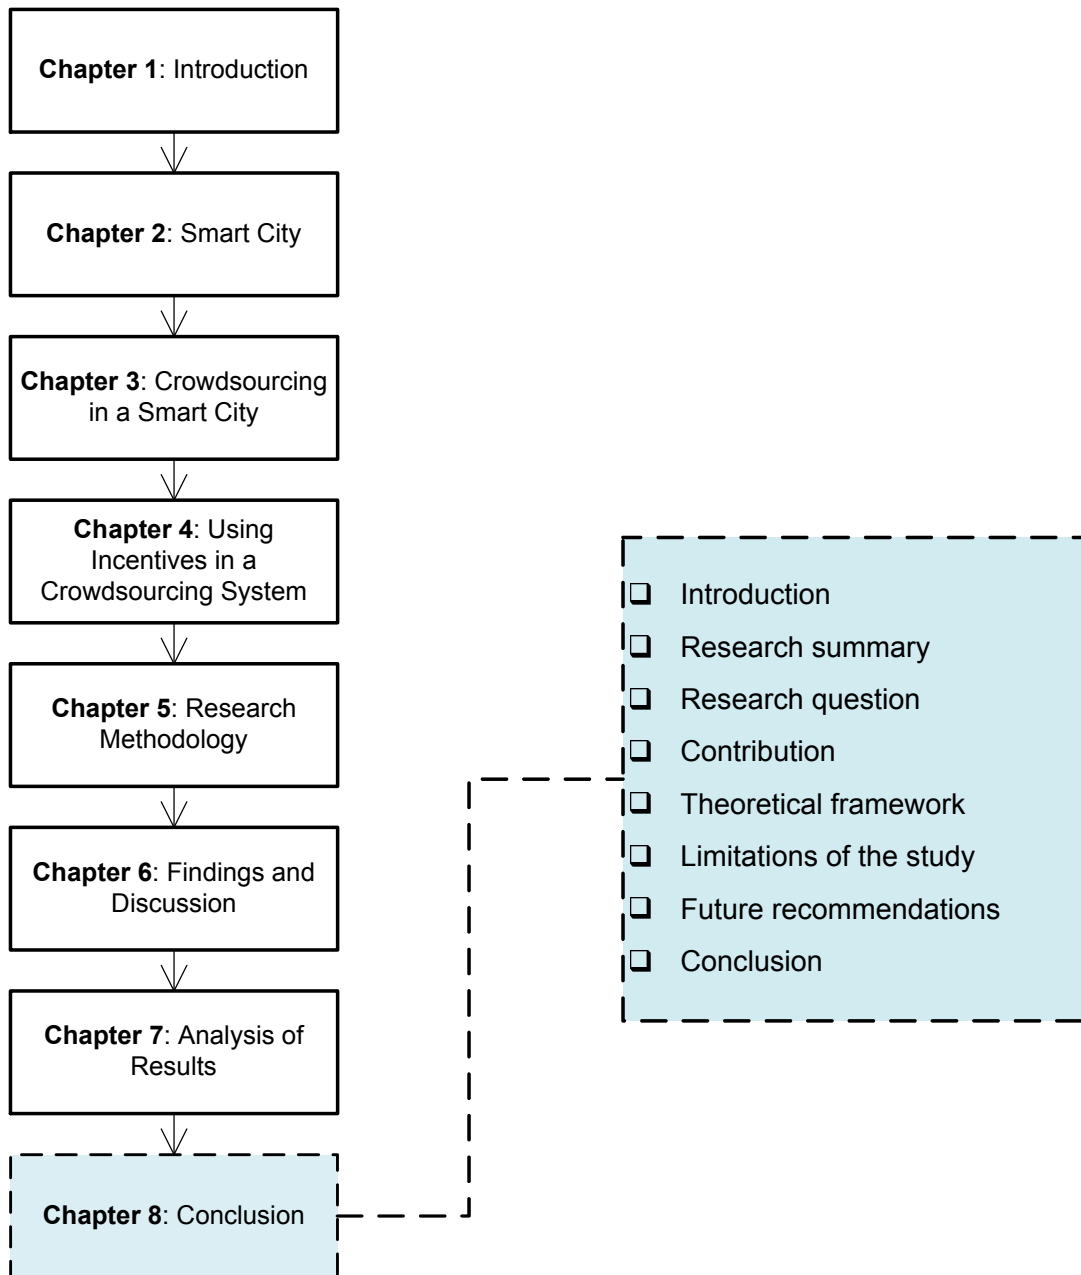 Chapter 1: Introduction
Chapter 2: Smart City
Chapter 3: Crowdsourcing
in a Smart City
Chapter 4: Using
Incentives in a
Crowdsourcing System
Chapter 5: Research
Methodology
Chapter 6: Findings and
Discussion
Chapter 7: Analysis of
Results
Chapter 8: Conclusion
Introduction
Research summary
Research question
Contribution
Theoretical framework
Limitations of the study
Future recommendations
Conclusion